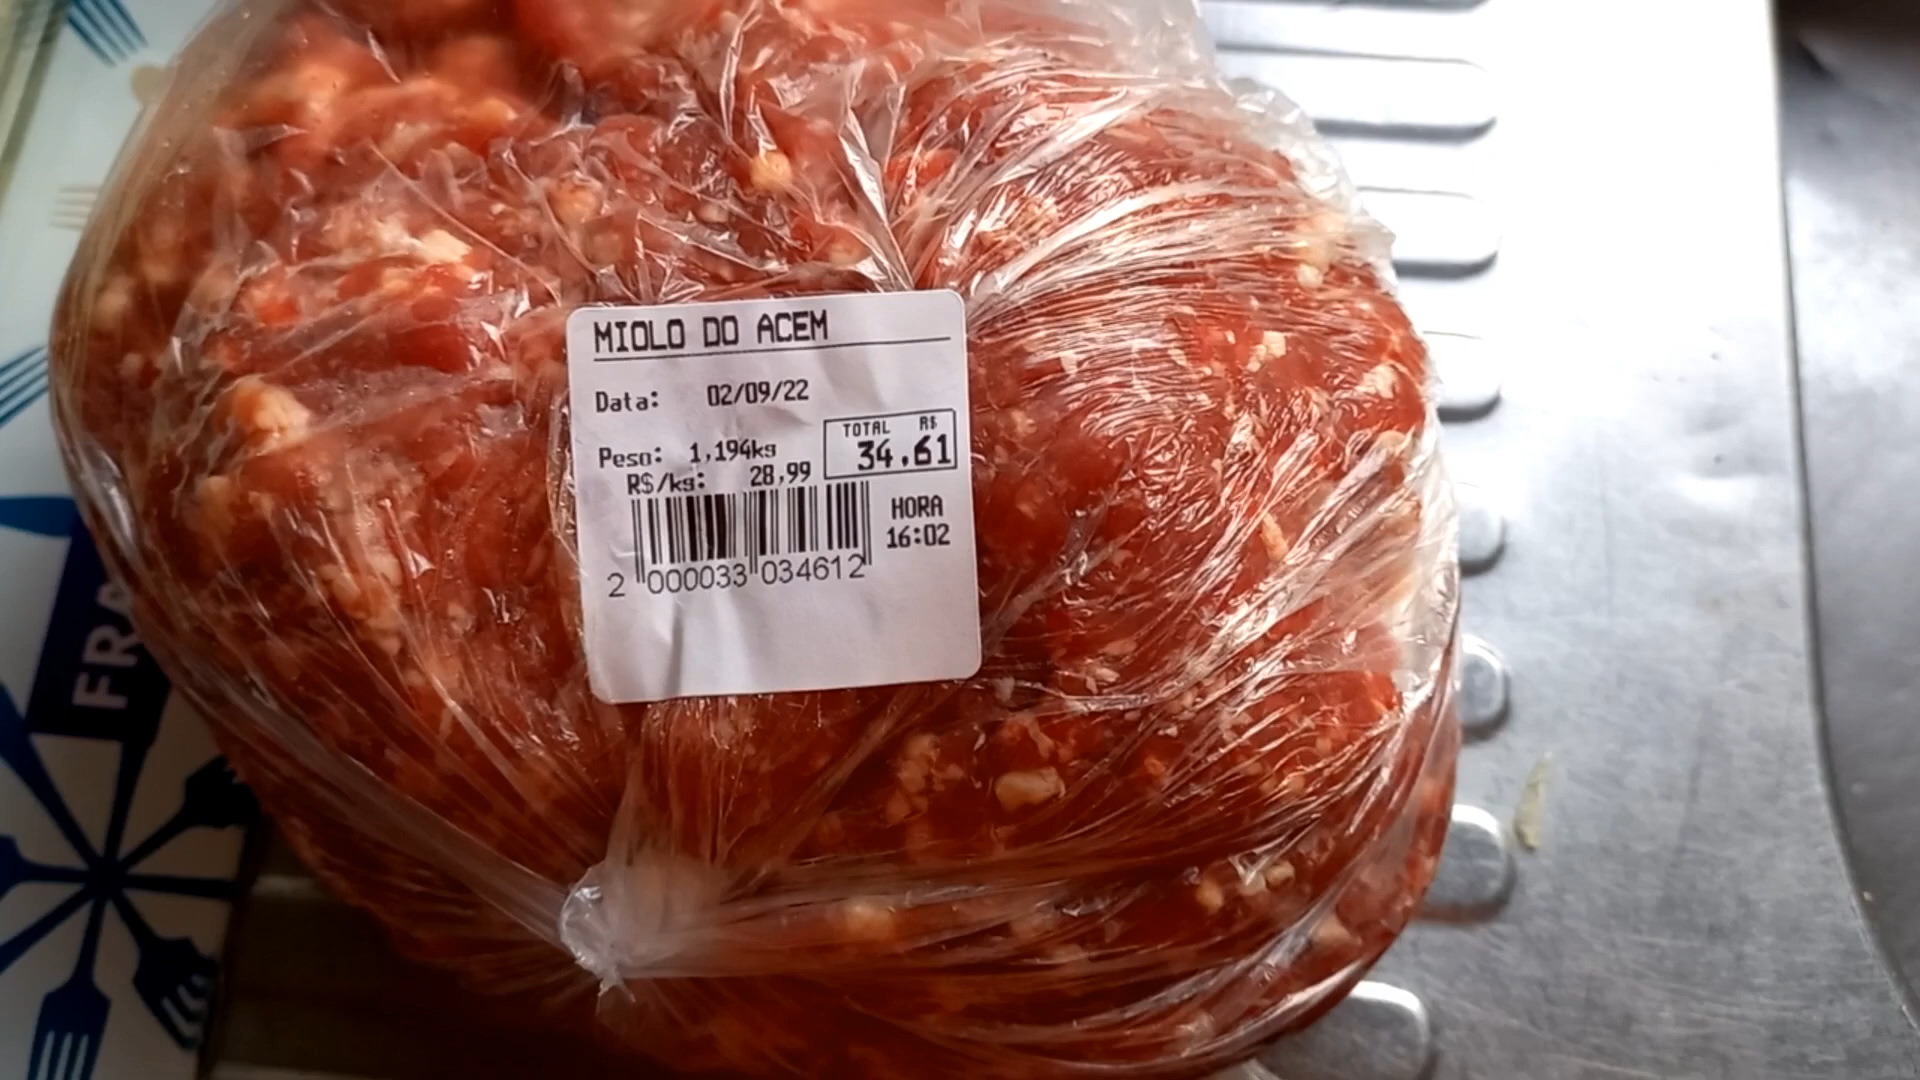 MIOLO DO ACEM
Data: 02/09/22
Peso: 1,194kg
R$/kg: 28,99
TOTAL R$
34,61
HORA
16:02
2 000033 034612
FRA